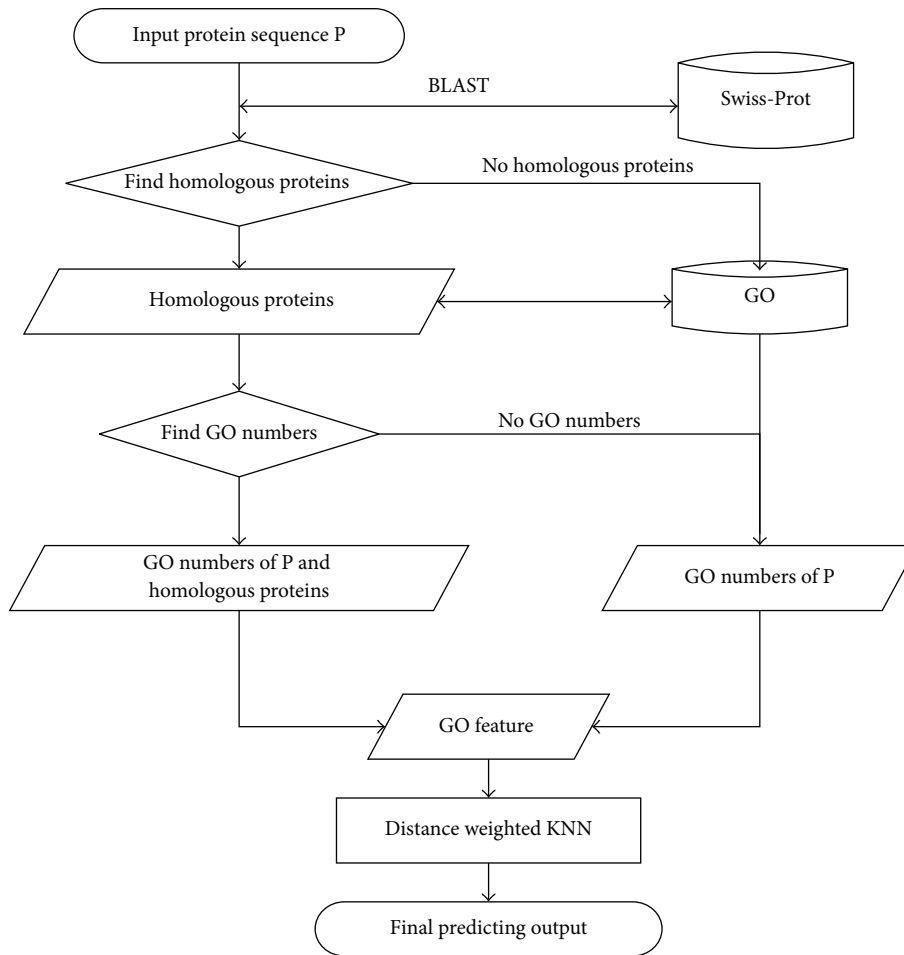 Input protein sequence P
BLAST
Swiss-Prot
No homologous proteins
Find homologous proteins
Homologous proteins
GO
Find GO numbers
No GO numbers
GO numbers of P and
homologous proteins
GO numbers of P
GO feature
Distance weighted KNN
Final predicting output